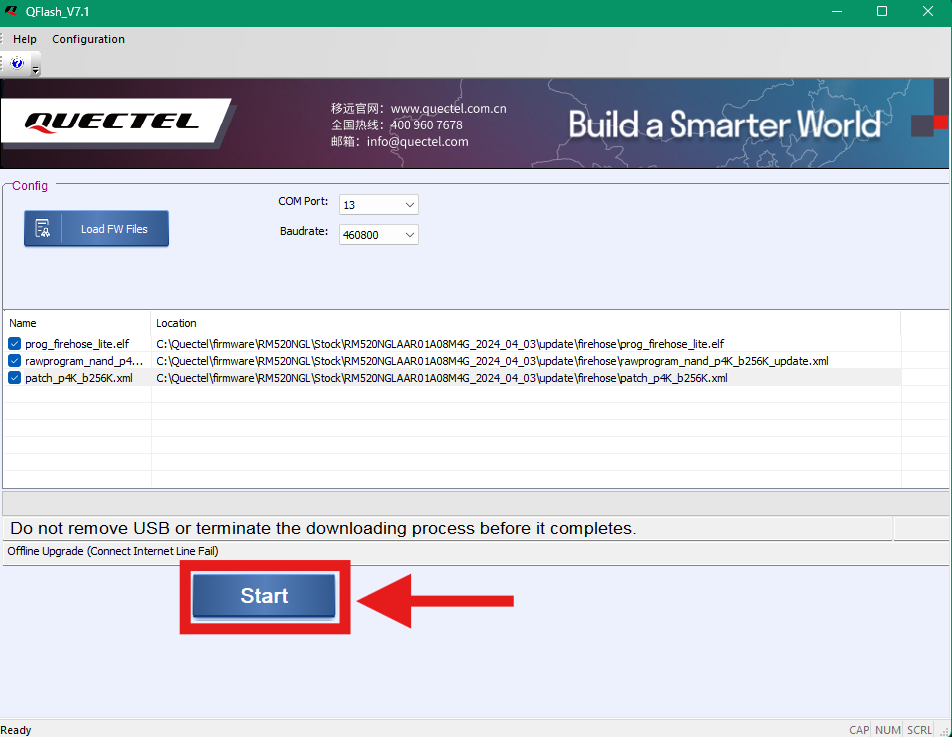 QFlash_V7.1
Help Configuration
QUECTEL
移远官网：www.quectel.com.cn
全国热线：400 960 7678
邮箱：info@quectel.com
Build a Smarter World
Config
Load FW Files
COM Port: 13
Baudrate: 460800
Name Location
prog_firehose_lite.elf C:\Quectel\firmware\RM520NGL\Stock\RM520NGLAAR01A08M4G_2024_04_03\update\firehose\prog_firehose_lite.elf
rawprogram_nand_p4... C:\Quectel\firmware\RM520NGL\Stock\RM520NGLAAR01A08M4G_2024_04_03\update\firehose\rawprogram_nand_p4K_b256K_update.xml
patch_p4K_b256K.xml C:\Quectel\firmware\RM520NGL\Stock\RM520NGLAAR01A08M4G_2024_04_03\update\firehose\patch_p4K_b256K.xml
Do not remove USB or terminate the downloading process before it completes.
Offline Upgrade (Connect Internet Line Fail)
Start
Ready CAP NUM SCRL